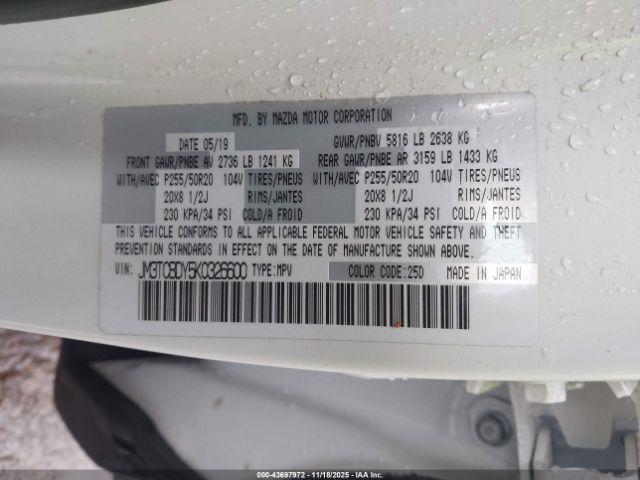 MFD. BY MAZDA MOTOR CORPORATION
DATE 05/19 GVWR/PNBV 5816 LB 2638 KG
FRONT GAWR/PNBE AV 2736 LB 1241 KG REAR GAWR/PNBE AR 3159 LB 1433 KG
WITH/AVEC P255/50R20 104V TIRES/PNEUS WITH/AVEC P255/50R20 104V TIRES/PNEUS
20X8 1/2J RIMS/JANTES 20X8 1/2J RIMS/JANTES
230 KPA/34 PSI COLD/A FROID 230 KPA/34 PSI COLD/A FROID
THIS VEHICLE CONFORMS TO ALL APPLICABLE FEDERAL MOTOR VEHICLE SAFETY, BUMPER, AND THEFT
PREVENTION STANDARDS IN EFFECT ON THE DATE OF MANUFACTURE SHOWN ABOVE.
VIN: JM3TCBDY5K0326600 TYPE:MPV COLOR CODE:25D MADE IN JAPAN
000-43697972 - 11/18/2025 - IAAI.COM